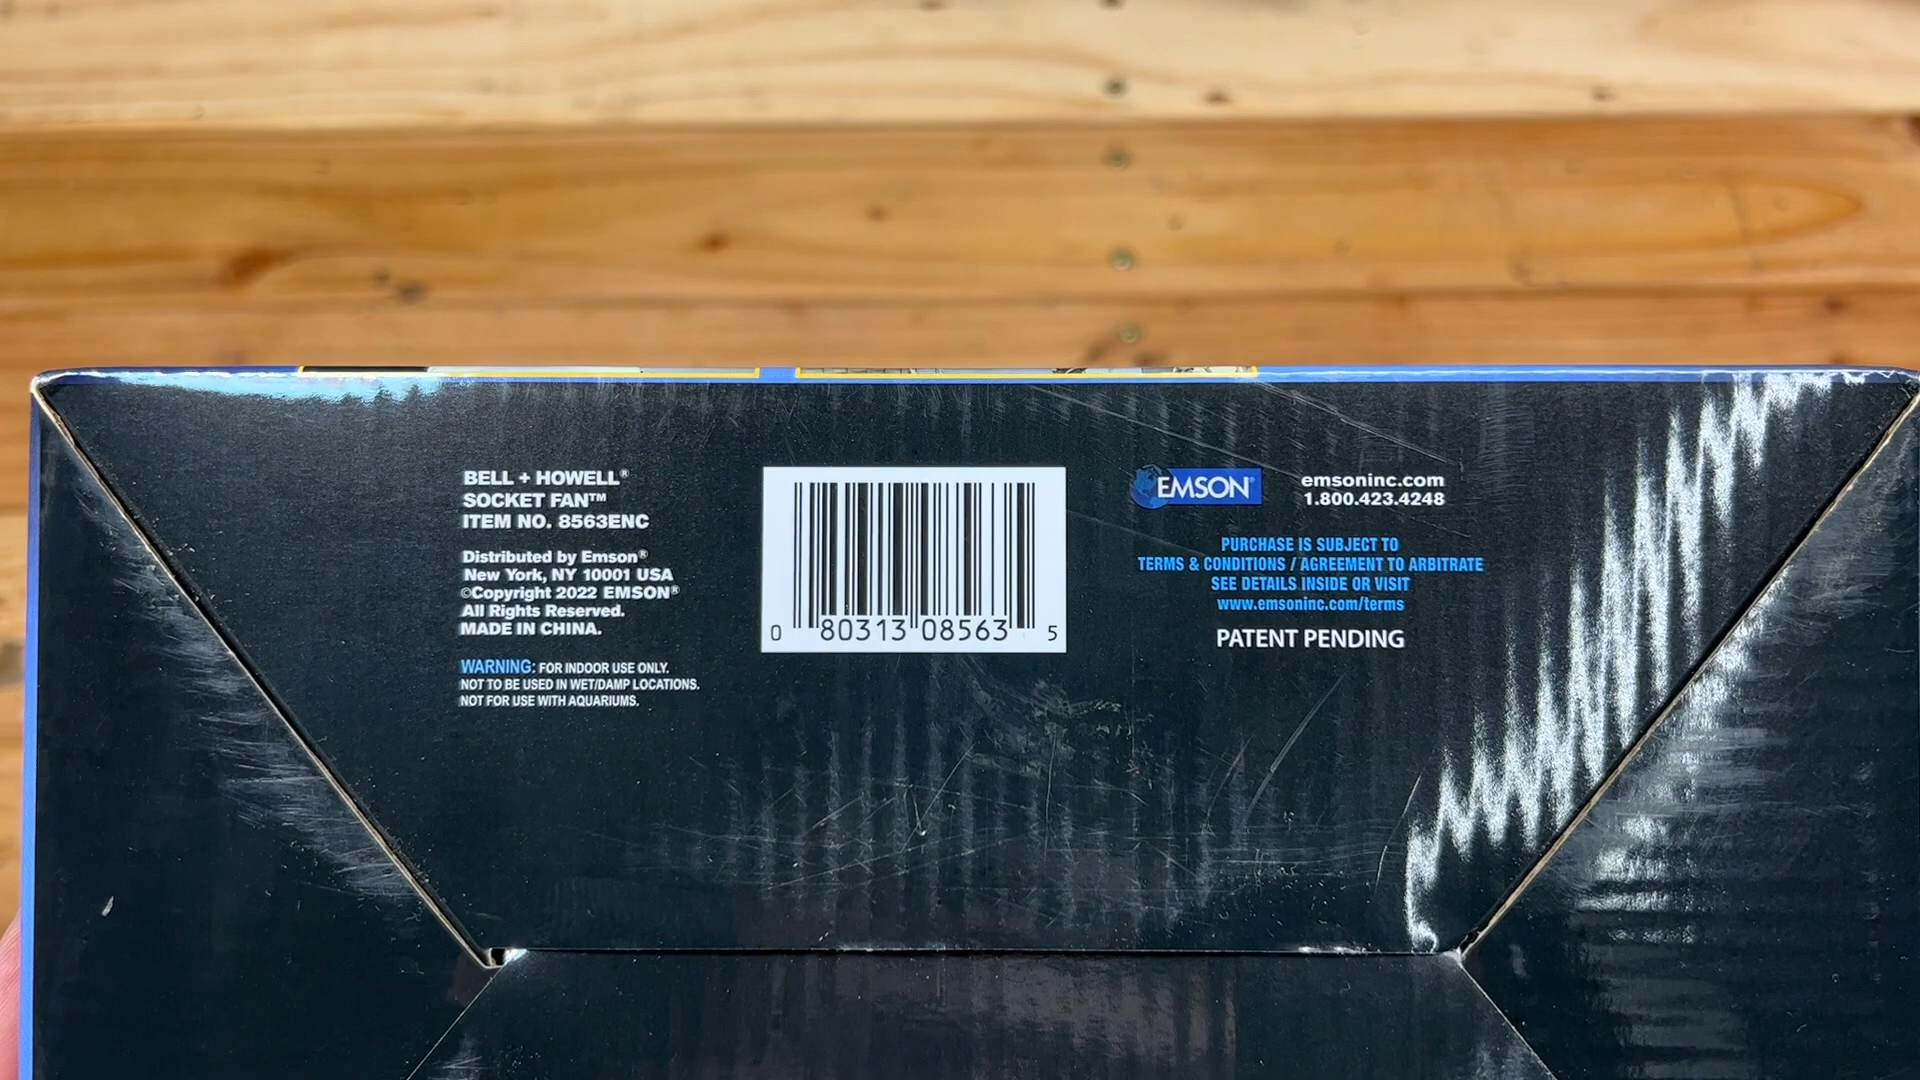 BELL + HOWELL®
SOCKET FAN™
ITEM NO. 8563ENC
Distributed by Emson®
New York, NY 10001 USA
©Copyright 2022 EMSON®
All Rights Reserved.
MADE IN CHINA.
WARNING: FOR INDOOR USE ONLY.
NOT TO BE USED IN WET/DAMP LOCATIONS.
NOT FOR USE WITH AQUARIUMS.
0 80313 08563 5
EMSON®
emsoninc.com
1.800.423.4248
PURCHASE IS SUBJECT TO
TERMS & CONDITIONS / AGREEMENT TO ARBITRATE
SEE DETAILS INSIDE OR VISIT
www.emsoninc.com/terms
PATENT PENDING